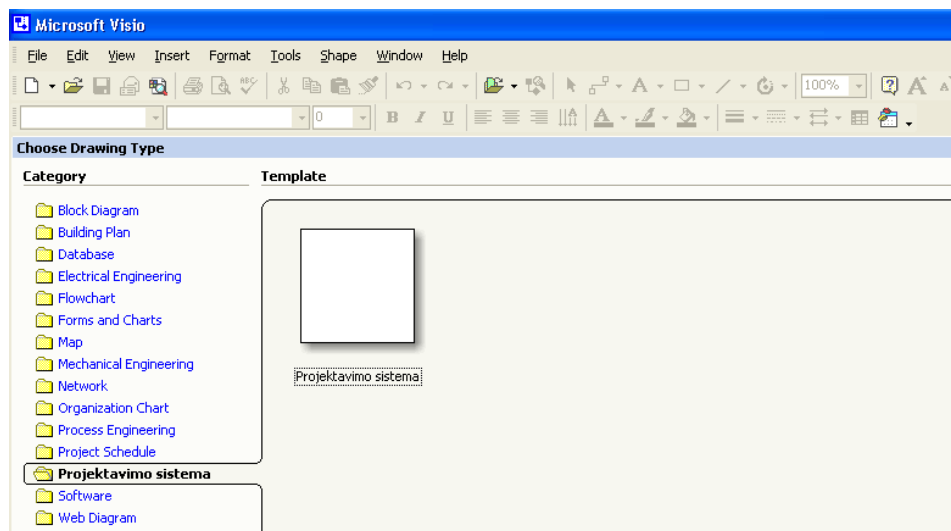 Microsoft Visio
File Edit View Insert Format Tools Shape Window Help
ABC A 100% A A
0 B I U A
Choose Drawing Type
Category
Template
Block Diagram
Building Plan
Database
Electrical Engineering
Flowchart
Forms and Charts
Map
Mechanical Engineering
Projektavimo sistema
Network
Organization Chart
Process Engineering
Project Schedule
Projektavimo sistema
Software
Web Diagram